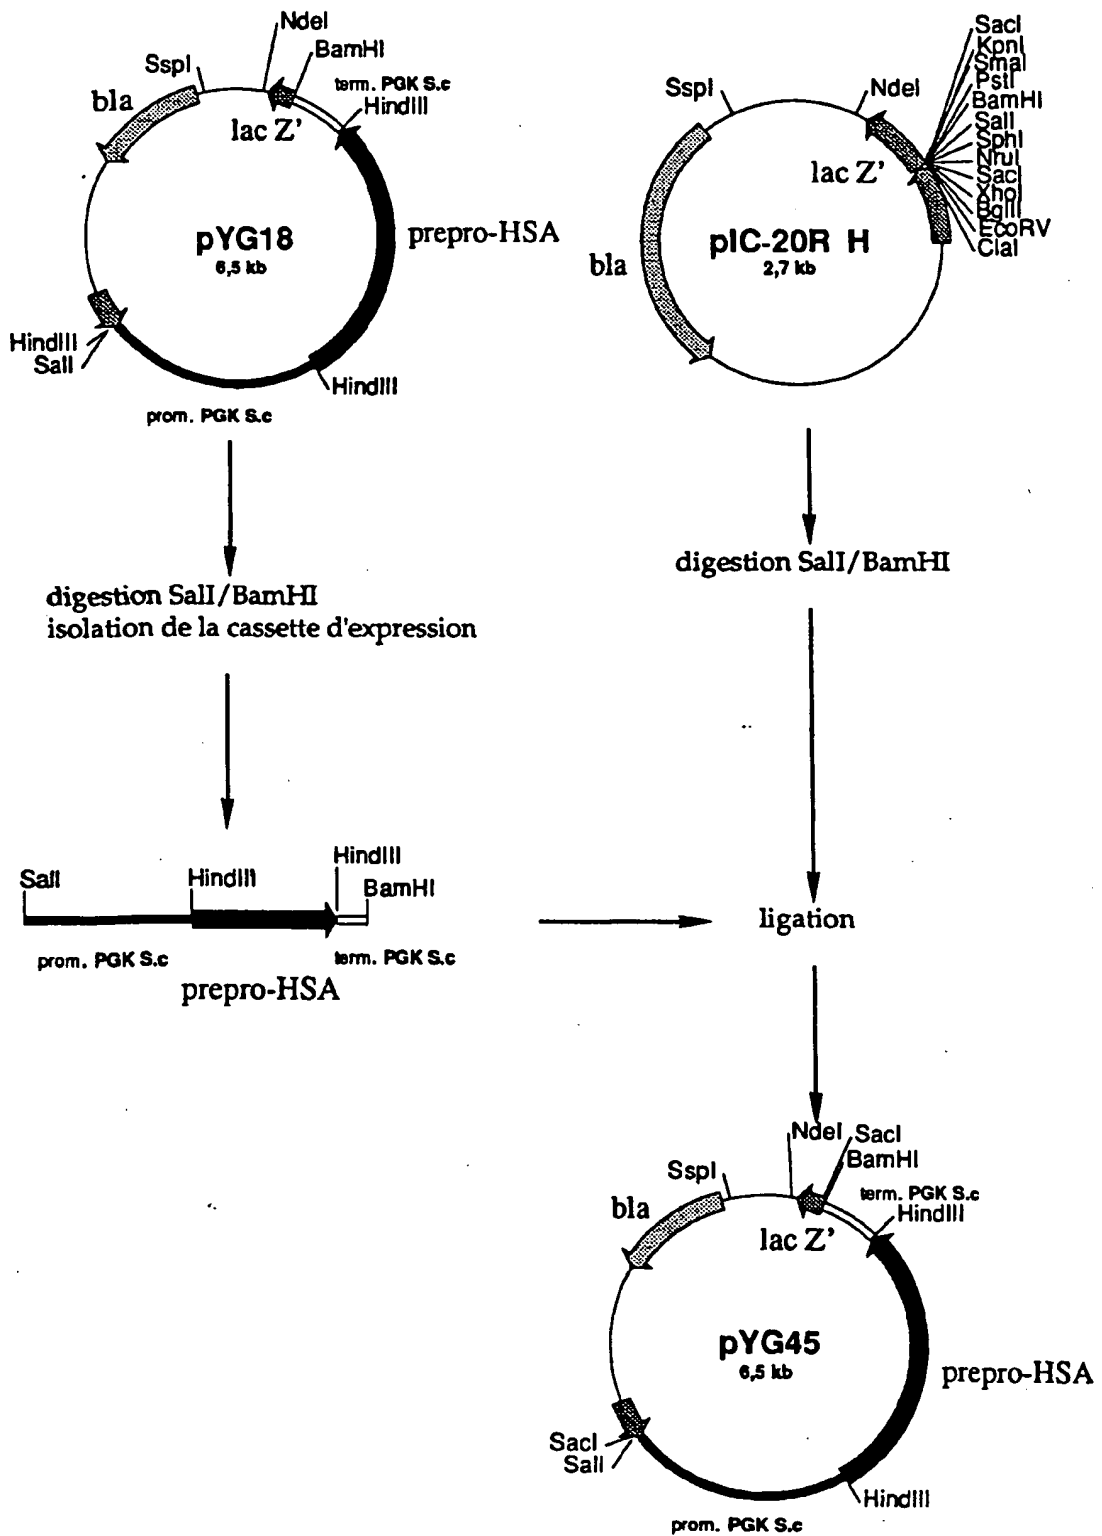 NdeI
BamHI
SspI
term. PGK S.c
HindIII
bla
lac Z'
prepro-HSA
pYG18
6,5 kb
HindIII
SalI
HindIII
prom. PGK S.c
SacI
KpnI
SmaI
PstI
BamHI
SalI
SphI
NruI
SacI
XhoI
BglII
EcoRV
ClaI
SspI
NdeI
lac Z'
bla
pIC-20R H
2,7 kb
digestion SalI/BamHI
isolation de la cassette d'expression
digestion SalI/BamHI
SalI
HindIII
HindIII
BamHI
prom. PGK S.c
term. PGK S.c
prepro-HSA
ligation
NdeI
SacI
BamHI
SspI
term. PGK S.c
HindIII
bla
lac Z'
pYG45
6,5 kb
prepro-HSA
SacI
SalI
HindIII
prom. PGK S.c